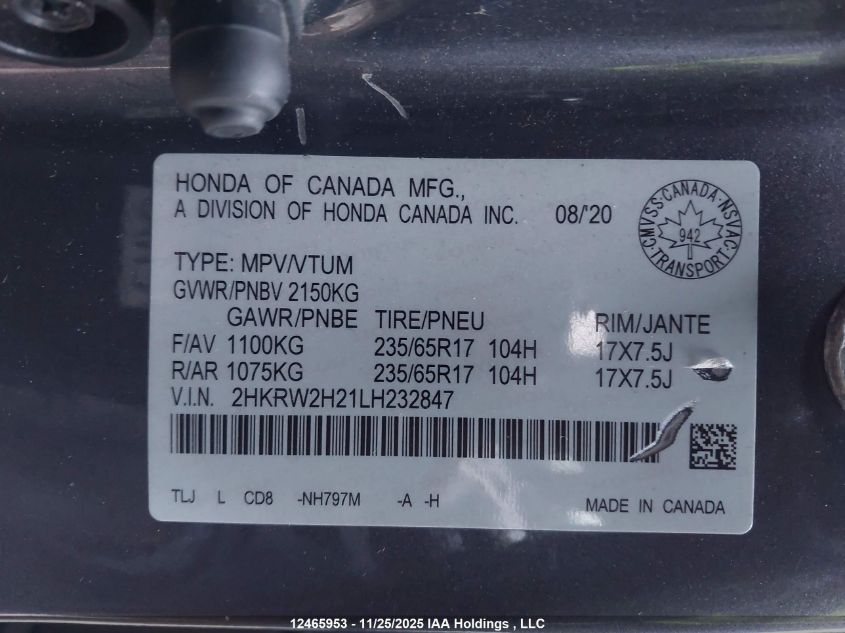 HONDA OF CANADA MFG.,
A DIVISION OF HONDA CANADA INC. 08/'20
CMVSS·CANADA·NSVAC
942
TRANSPORT
TYPE: MPV/VTUM
GVWR/PNBV 2150KG
GAWR/PNBE TIRE/PNEU RIM/JANTE
F/AV 1100KG 235/65R17 104H 17X7.5J
R/AR 1075KG 235/65R17 104H 17X7.5J
V.I.N. 2HKRW2H21LH232847
TLJ L CD8 -NH797M -A -H MADE IN CANADA
12465953 - 11/25/2025 IAA Holdings , LLC